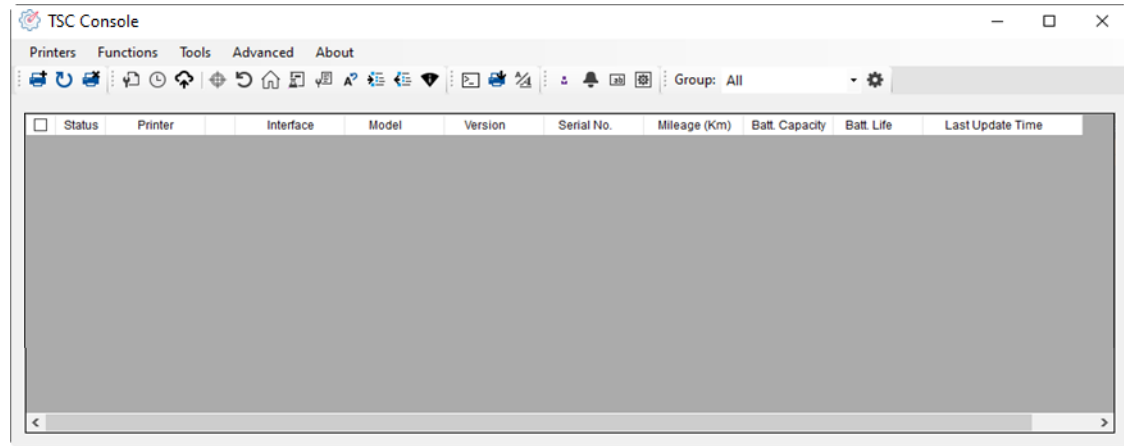 TSC Console
Printers Functions Tools Advanced About
Group: All
Status Printer Interface Model Version Serial No. Mileage (Km) Batt. Capacity Batt. Life Last Update Time